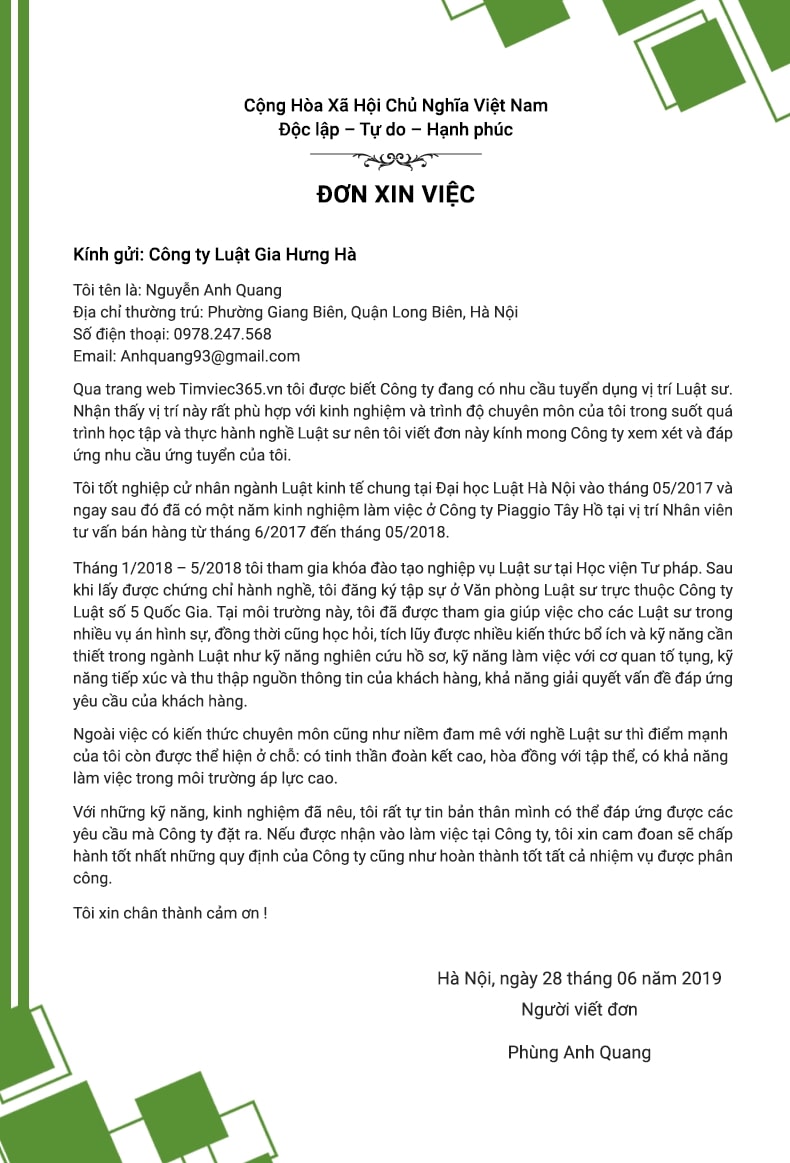 Cộng Hòa Xã Hội Chủ Nghĩa Việt Nam
Độc lập – Tự do – Hạnh phúc
ĐƠN XIN VIỆC
Kính gửi: Công ty Luật Gia Hưng Hà
Tôi tên là: Nguyễn Anh Quang
Địa chỉ thường trú: Phường Giang Biên, Quận Long Biên, Hà Nội
Số điện thoại: 0978.247.568
Email: Anhquang93@gmail.com
Qua trang web Timviec365.vn tôi được biết Công ty đang có nhu cầu tuyển dụng vị trí Luật sư.
Nhận thấy vị trí này rất phù hợp với kinh nghiệm và trình độ chuyên môn của tôi trong suốt quá
trình học tập và thực hành nghề Luật sư nên tôi viết đơn này kính mong Công ty xem xét và đáp
ứng nhu cầu ứng tuyển của tôi.
Tôi tốt nghiệp cử nhân ngành Luật kinh tế chung tại Đại học Luật Hà Nội vào tháng 05/2017 và
ngay sau đó đã có một năm kinh nghiệm làm việc ở Công ty Piaggio Tây Hồ tại vị trí Nhân viên
tư vấn bán hàng từ tháng 6/2017 đến tháng 05/2018.
Tháng 1/2018 – 5/2018 tôi tham gia khóa đào tạo nghiệp vụ Luật sư tại Học viện Tư pháp. Sau
khi lấy được chứng chỉ hành nghề, tôi đăng ký tập sự ở Văn phòng Luật sư trực thuộc Công ty
Luật số 5 Quốc Gia. Tại môi trường này, tôi đã được tham gia giúp việc cho các Luật sư trong
nhiều vụ án hình sự, đồng thời cũng học hỏi, tích lũy được nhiều kiến thức bổ ích và kỹ năng cần
thiết trong ngành Luật như kỹ năng nghiên cứu hồ sơ, kỹ năng làm việc với cơ quan tố tụng, kỹ
năng tiếp xúc và thu thập nguồn thông tin của khách hàng, khả năng giải quyết vấn đề đáp ứng
yêu cầu của khách hàng.
Ngoài việc có kiến thức chuyên môn cũng như niềm đam mê với nghề Luật sư thì điểm mạnh
của tôi còn được thể hiện ở chỗ: có tinh thần đoàn kết cao, hòa đồng với tập thể, có khả năng
làm việc trong môi trường áp lực cao.
Với những kỹ năng, kinh nghiệm đã nêu, tôi rất tự tin bản thân mình có thể đáp ứng được các
yêu cầu mà Công ty đặt ra. Nếu được nhận vào làm việc tại Công ty, tôi xin cam đoan sẽ chấp
hành tốt nhất những quy định của Công ty cũng như hoàn thành tốt tất cả nhiệm vụ được phân
công.
Tôi xin chân thành cảm ơn !
Hà Nội, ngày 28 tháng 06 năm 2019
Người viết đơn
Phùng Anh Quang